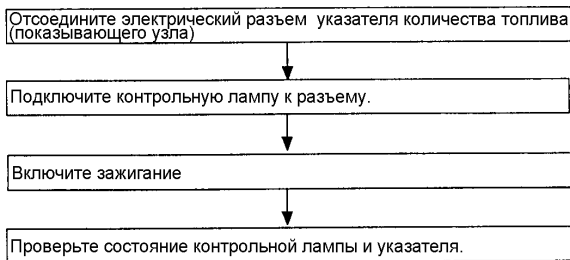 Отсоедините электрический разъем указателя количества топлива
(показывающего узла)
Подключите контрольную лампу к разъему.
Включите зажигание
Проверьте состояние контрольной лампы и указателя.